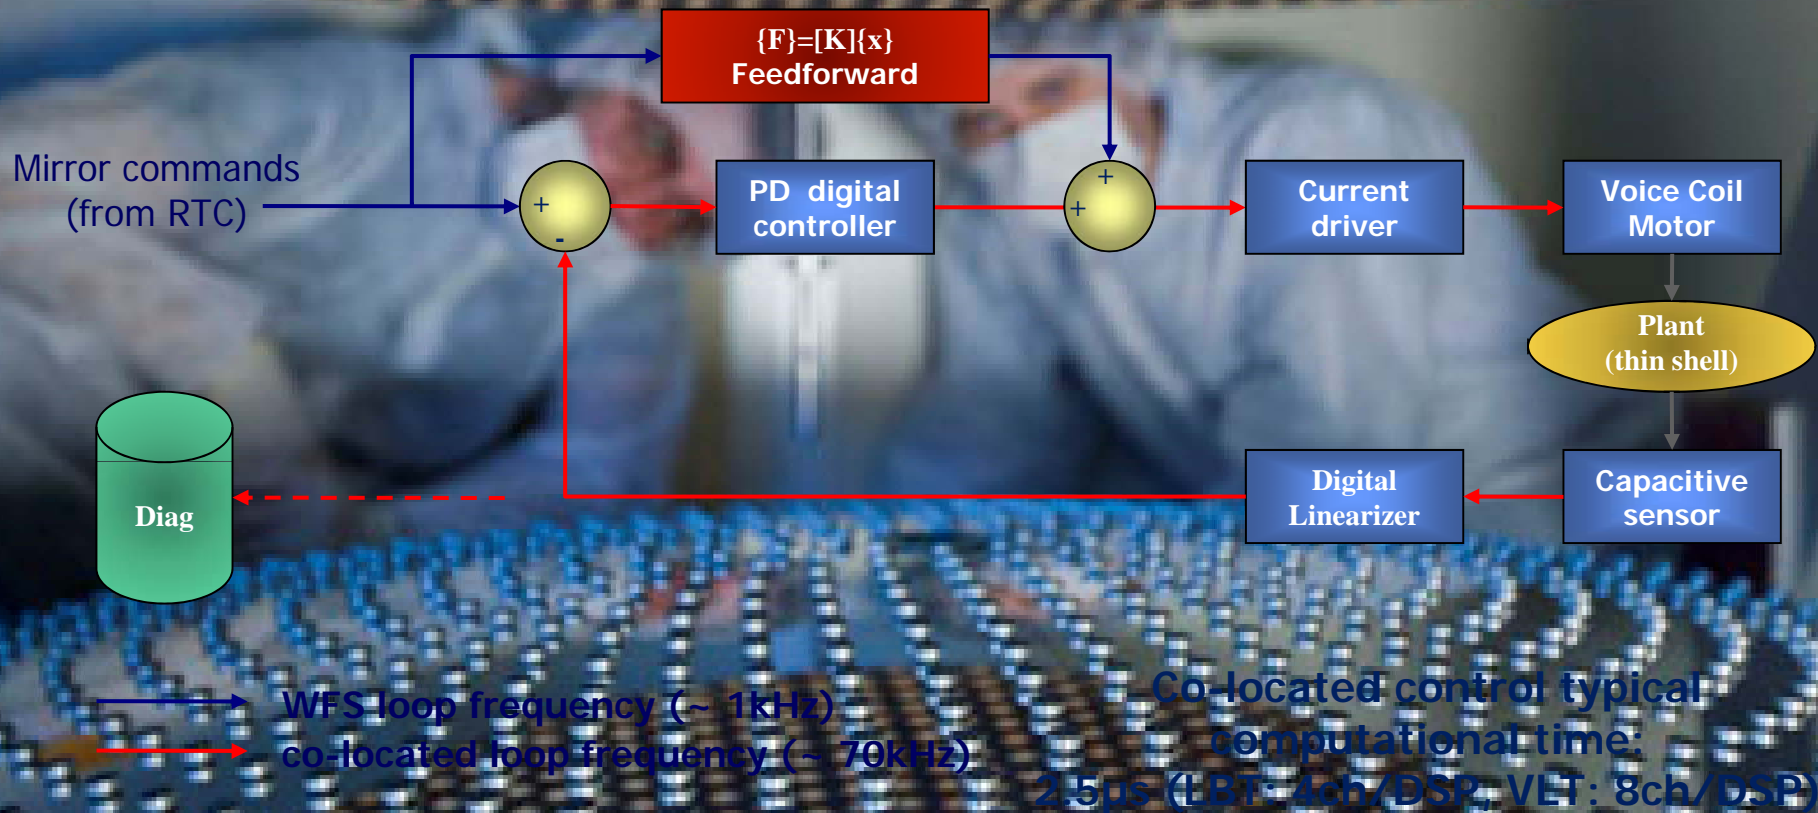 {F}=[K]{x}
Feedforward
Mirror commands
(from RTC)
+
-
PD digital
controller
+
+
Current
driver
Voice Coil
Motor
Plant
(thin shell)
Capacitive
sensor
Digital
Linearizer
Diag
WFS loop frequency (~ 1kHz)
co-located loop frequency (~ 70kHz)
Co-located control typical
computational time:
2.5µs (LBT: 4ch/DSP, VLT: 8ch/DSP)